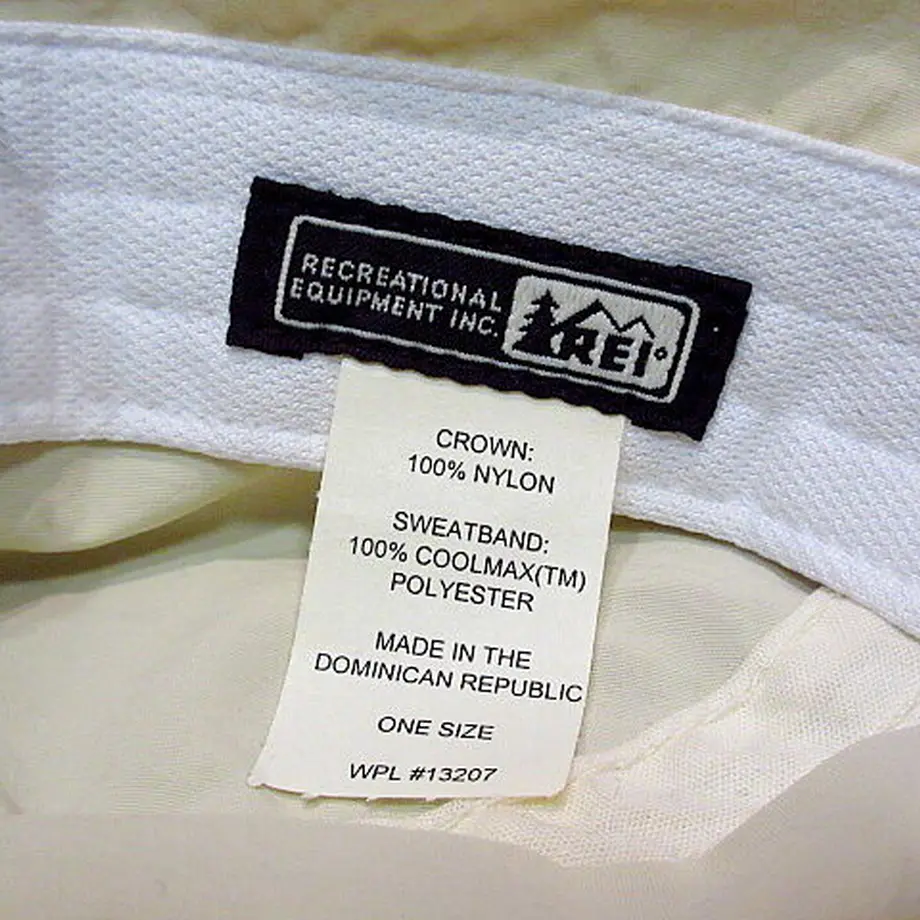 RECREATIONAL
EQUIPMENT INC.
REI
CROWN:
100% NYLON
SWEATBAND:
100% COOLMAX(TM)
POLYESTER
MADE IN THE
DOMINICAN REPUBLIC
ONE SIZE
WPL #13207